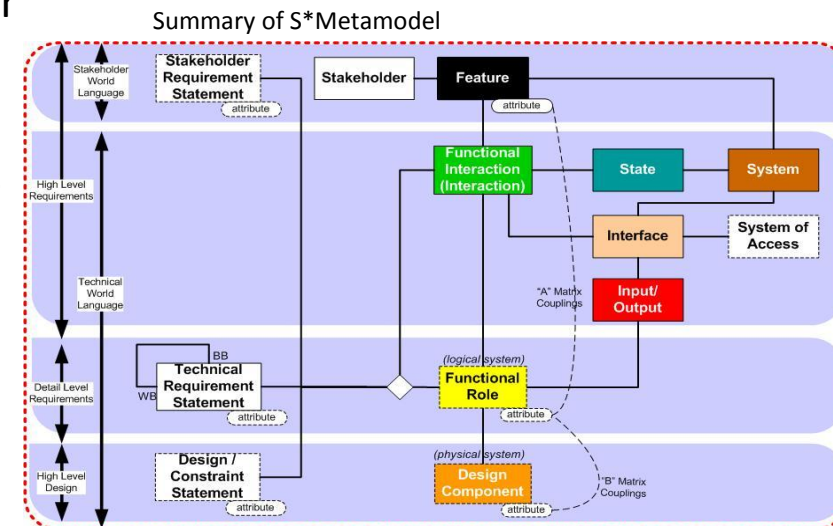 Summary of S*Metamodel
Stakeholder
World
Language
Stakeholder
Requirement
Statement
attribute
Stakeholder
Feature
attribute
High Level
Requirements
Technical
World
Language
Functional
Interaction
(Interaction)
State
System
Interface
System of
Access
"A" Matrix
Couplings
Input/
Output
Detail Level
Requirements
BB
WB
Technical
Requirement
Statement
attribute
(logical system)
Functional
Role
attribute
High Level
Design
Design /
Constraint
Statement
attribute
(physical system)
Design
Component
attribute
"B" Matrix
Couplings